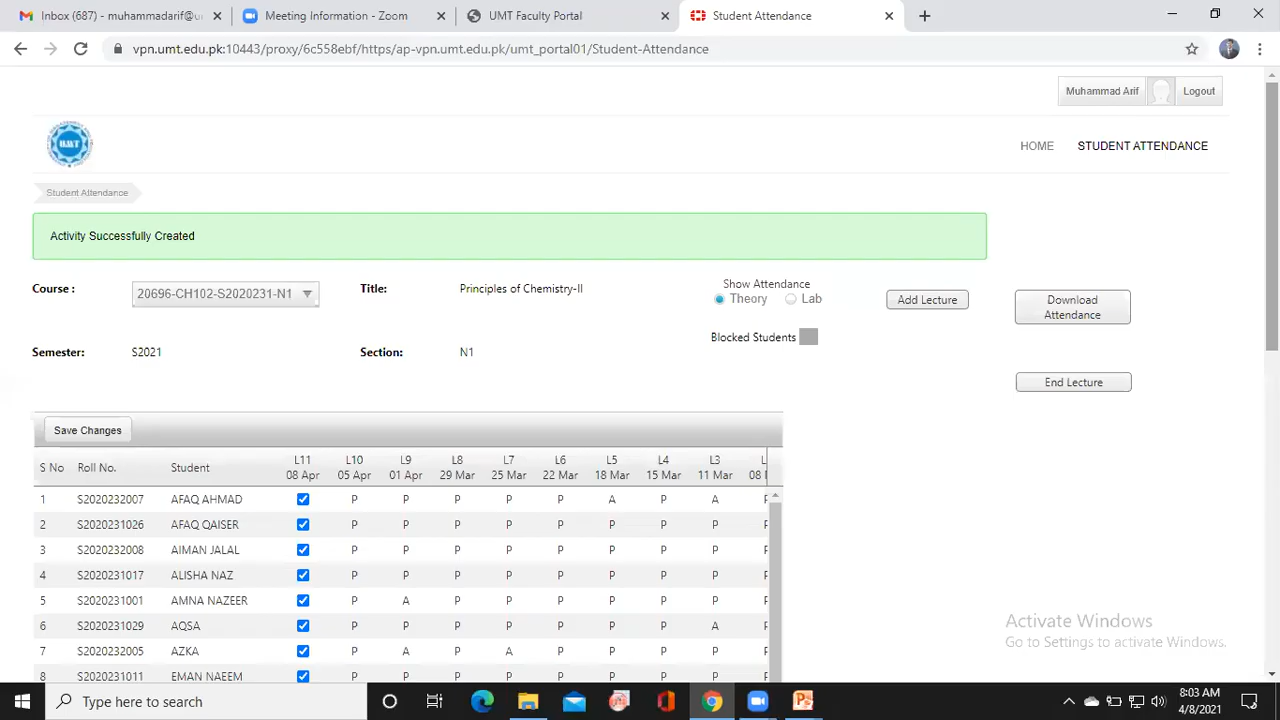 Inbox (687) - muhammadarif@u
Meeting Information - Zoom
UMT Faculty Portal
Student Attendance
vpn.umt.edu.pk:10443/proxy/6c558ebf/https/ap-vpn.umt.edu.pk/umt_portal01/Student-Attendance
Muhammad Arif Logout
UMT
HOME STUDENT ATTENDANCE
Student Attendance
Activity Successfully Created
Course : 20696-CH102-S2020231-N1 Title: Principles of Chemistry-II
Show Attendance
Theory Lab
Add Lecture
Download
Attendance
Blocked Students
Semester: S2021 Section: N1
End Lecture
Save Changes
S No Roll No. Student
L11 L10 L9 L8 L7 L6 L5 L4 L3 L
08 Apr 05 Apr 01 Apr 29 Mar 25 Mar 22 Mar 18 Mar 15 Mar 11 Mar 08
1 S2020232007 AFAQ AHMAD P P P P P A P A
2 S2020231026 AFAQ QAISER P P P P P P P P
3 S2020232008 AIMAN JALAL P P P P P P P P
4 S2020231017 ALISHA NAZ P P P P P P P P
5 S2020231001 AMNA NAZEER P A P P P P P P
6 S2020231029 AQSA P P P P P P P A
7 S2020232005 AZKA P A P A P P P P
8 S2020231011 EMAN NAEEM P P P P P P P P
Activate Windows
Go to Settings to activate Windows.
Type here to search
8:03 AM
4/8/2021